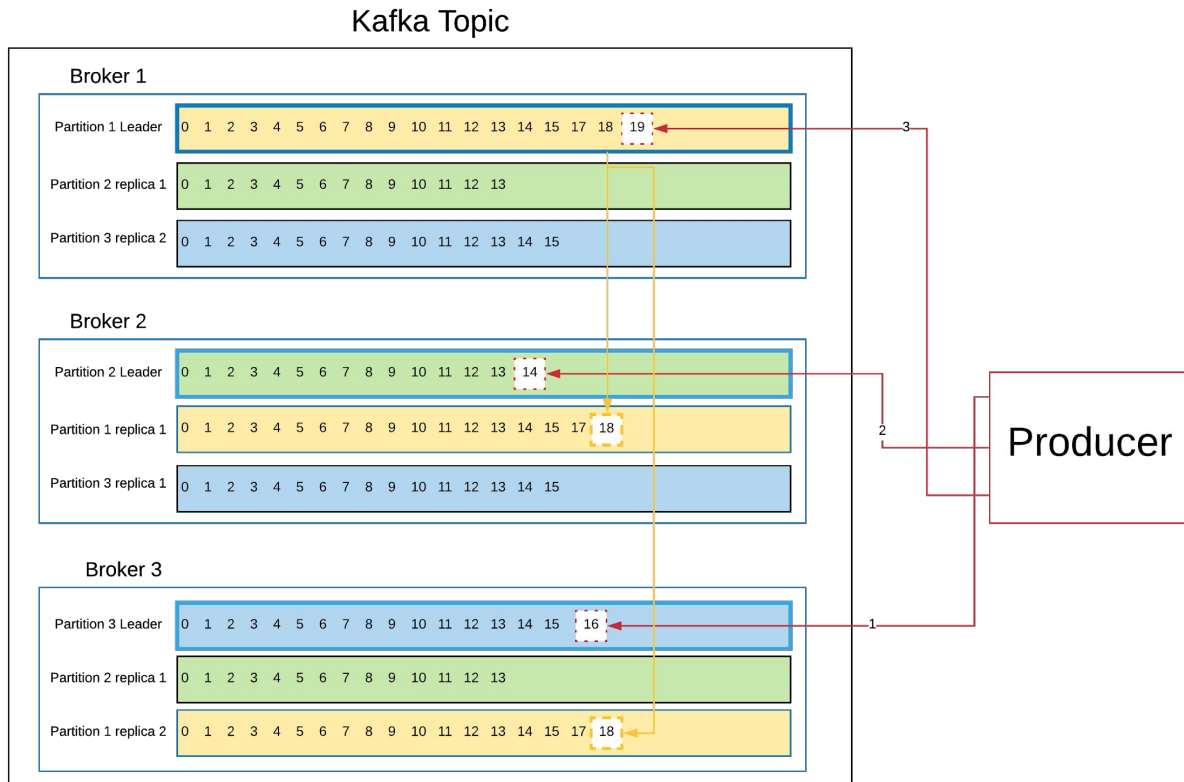 Kafka Topic
Broker 1
Partition 1 Leader 0 1 2 3 4 5 6 7 8 9 10 11 12 13 14 15 17 18 19
3
Partition 2 replica 1 0 1 2 3 4 5 6 7 8 9 10 11 12 13
Partition 3 replica 2 0 1 2 3 4 5 6 7 8 9 10 11 12 13 14 15
Broker 2
Partition 2 Leader 0 1 2 3 4 5 6 7 8 9 10 11 12 13 14
Partition 1 replica 1 0 1 2 3 4 5 6 7 8 9 10 11 12 13 14 15 17 18
2
Producer
Partition 3 replica 1 0 1 2 3 4 5 6 7 8 9 10 11 12 13 14 15
Broker 3
Partition 3 Leader 0 1 2 3 4 5 6 7 8 9 10 11 12 13 14 15 16
1
Partition 2 replica 1 0 1 2 3 4 5 6 7 8 9 10 11 12 13
Partition 1 replica 2 0 1 2 3 4 5 6 7 8 9 10 11 12 13 14 15 17 18